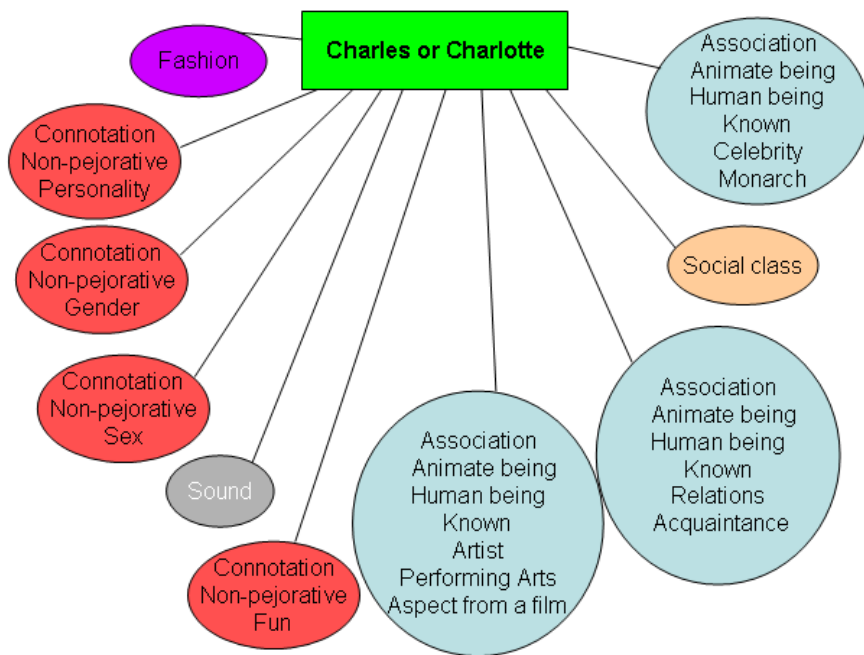 Charles or Charlotte
Fashion
Association
Animate being
Human being
Known
Celebrity
Monarch
Connotation
Non-pejorative
Personality
Connotation
Non-pejorative
Gender
Social class
Connotation
Non-pejorative
Sex
Association
Animate being
Human being
Known
Relations
Acquaintance
Sound
Association
Animate being
Human being
Known
Artist
Performing Arts
Aspect from a film
Connotation
Non-pejorative
Fun